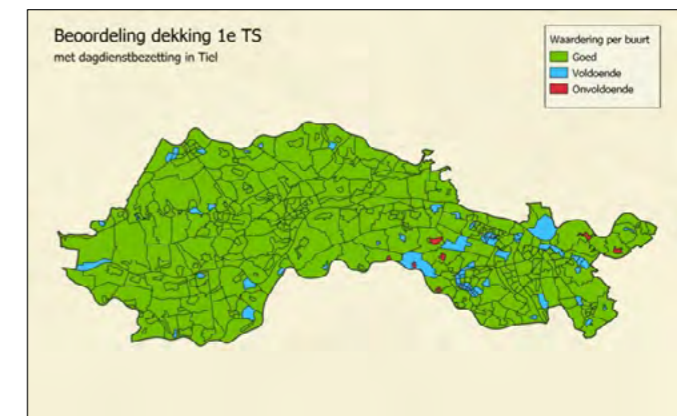 Beoordeling dekking 1e TS
met dagdienstbezetting in Tiel
Waardering per buurt
Goed
Voldoende
Onvoldoende